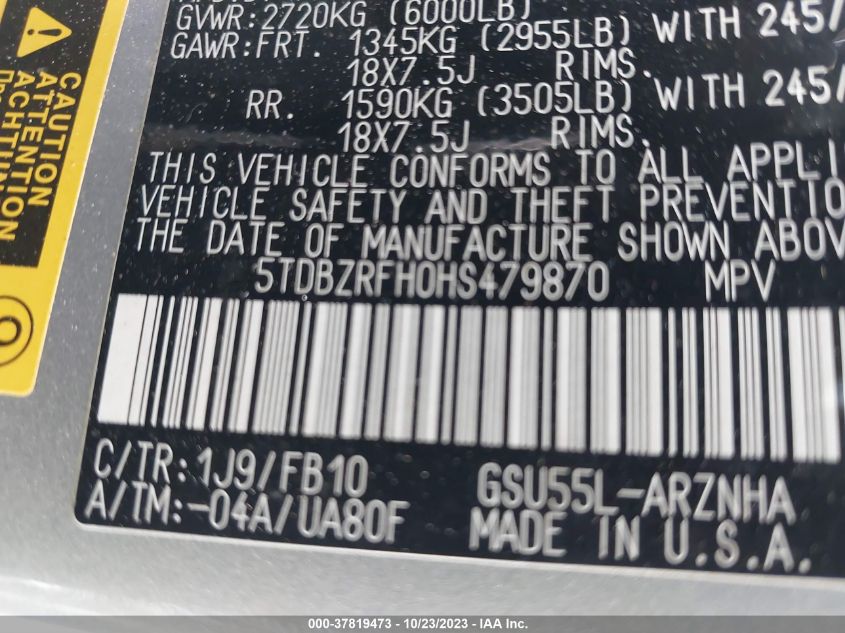 GVWR:2720KG (6000LB)
GAWR:FRT. 1345KG (2955LB) WITH 245/
18X7.5J RIMS.
RR. 1590KG (3505LB) WITH 245/
18X7.5J RIMS.
THIS VEHICLE CONFORMS TO ALL APPLI
VEHICLE SAFETY AND THEFT PREVENTIO
THE DATE OF MANUFACTURE SHOWN ABOV
5TDBZRFH0HS479870 MPV
C/TR:1J9/FB10 GSU55L-ARZNHA
A/TM:-04A/UA80F MADE IN U.S.A.
CAUTION
ATTENTION
ACHTUNG
000-37819473 - 10/23/2023 - IAA Inc.